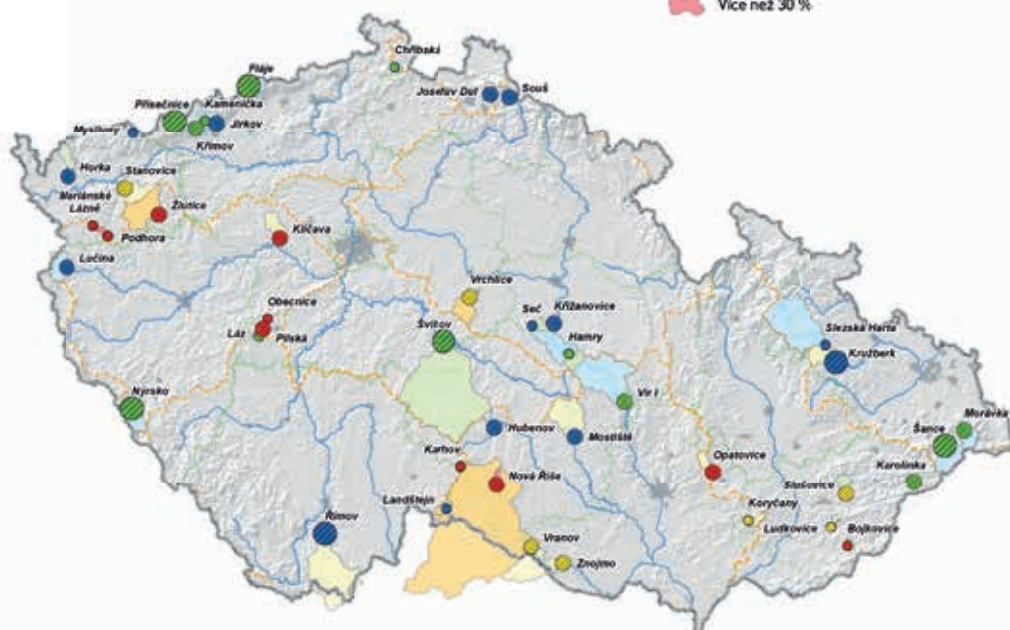 Více než 30 %
Chřibská
Fláje
Josefův Důl
Souš
Přísečnice
Kamenička
Jirkov
Myslivny
Křímov
Horka
Stanovice
Mariánské
Lázně
Žlutice
Podhora
Klíčava
Lučina
Obecnice
Láz
Pilská
Vrchlice
Seč
Křižanovice
Švihov
Hamry
Slezská Harta
Kružberk
Nýrsko
Vír I
Hubenov
Mostiště
Morávka
Šance
Karolinka
Karhov
Nová Říše
Opatovice
Slušovice
Landštejn
Koryčany
Ludkovice
Bojkovice
Římov
Vranov
Znojmo